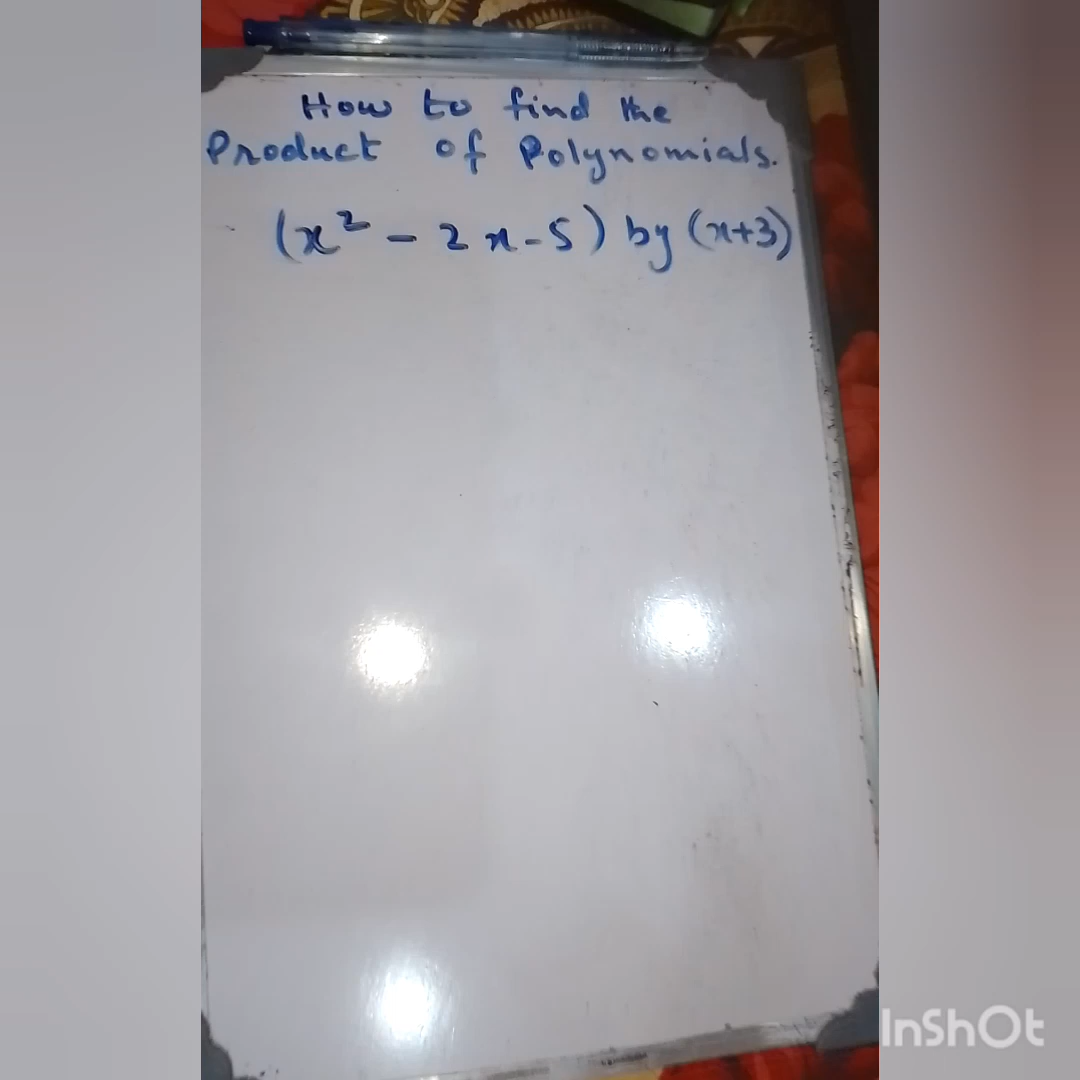 How to find the
Product of Polynomials.
(x² - 2x-5) by (x+3)
InShOt